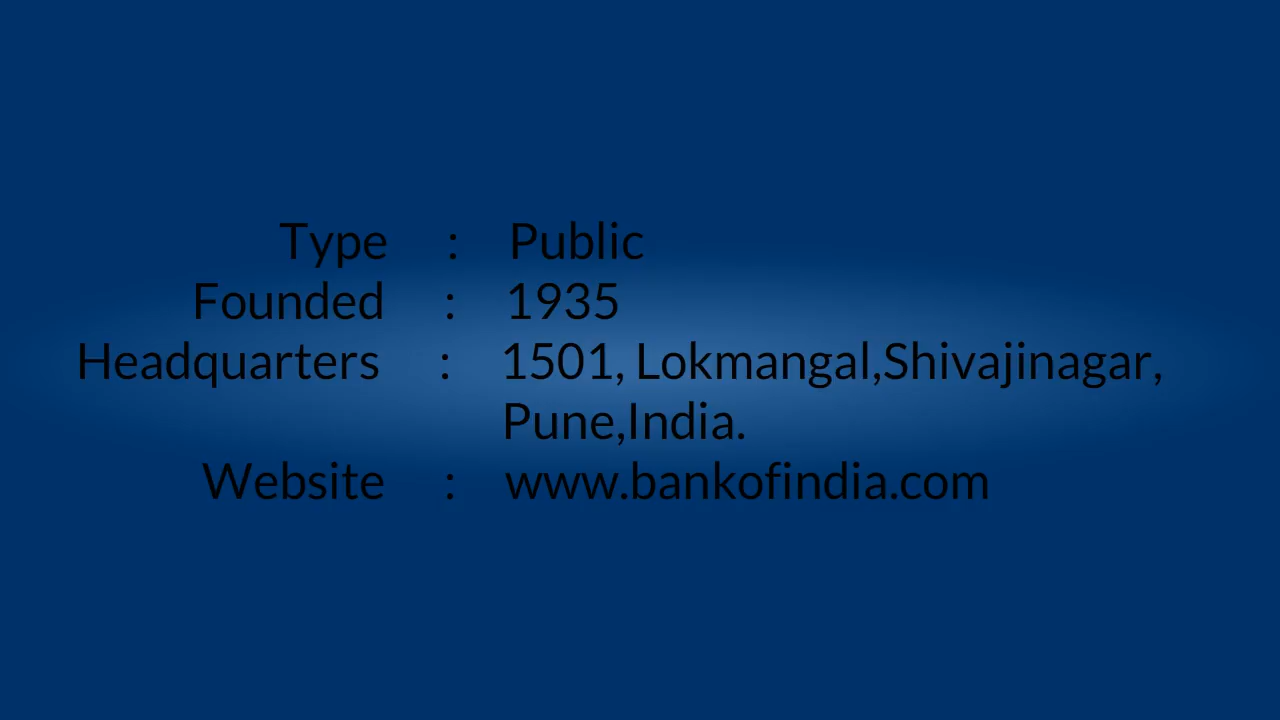 Type : Public
Founded : 1935
Headquarters : 1501, Lokmangal,Shivajinagar,
Pune,India.
Website : www.bankofindia.com